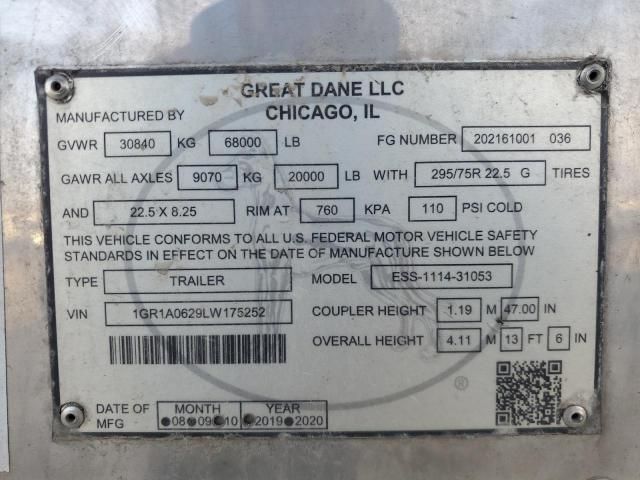 GREAT DANE LLC
MANUFACTURED BY CHICAGO, IL
GVWR 30840 KG 68000 LB FG NUMBER 202161001 036
GAWR ALL AXLES 9070 KG 20000 LB WITH 295/75R 22.5 G TIRES
AND 22.5 X 8.25 RIM AT 760 KPA 110 PSI COLD
THIS VEHICLE CONFORMS TO ALL U.S. FEDERAL MOTOR VEHICLE SAFETY
STANDARDS IN EFFECT ON THE DATE OF MANUFACTURE SHOWN BELOW
TYPE TRAILER MODEL ESS-1114-31053
VIN 1GR1A0629LW175252 COUPLER HEIGHT 1.19 M 47.00 IN
OVERALL HEIGHT 4.11 M 13 FT 6 IN
®
DATE OF MFG MONTH YEAR
08 09 10 2019 2020